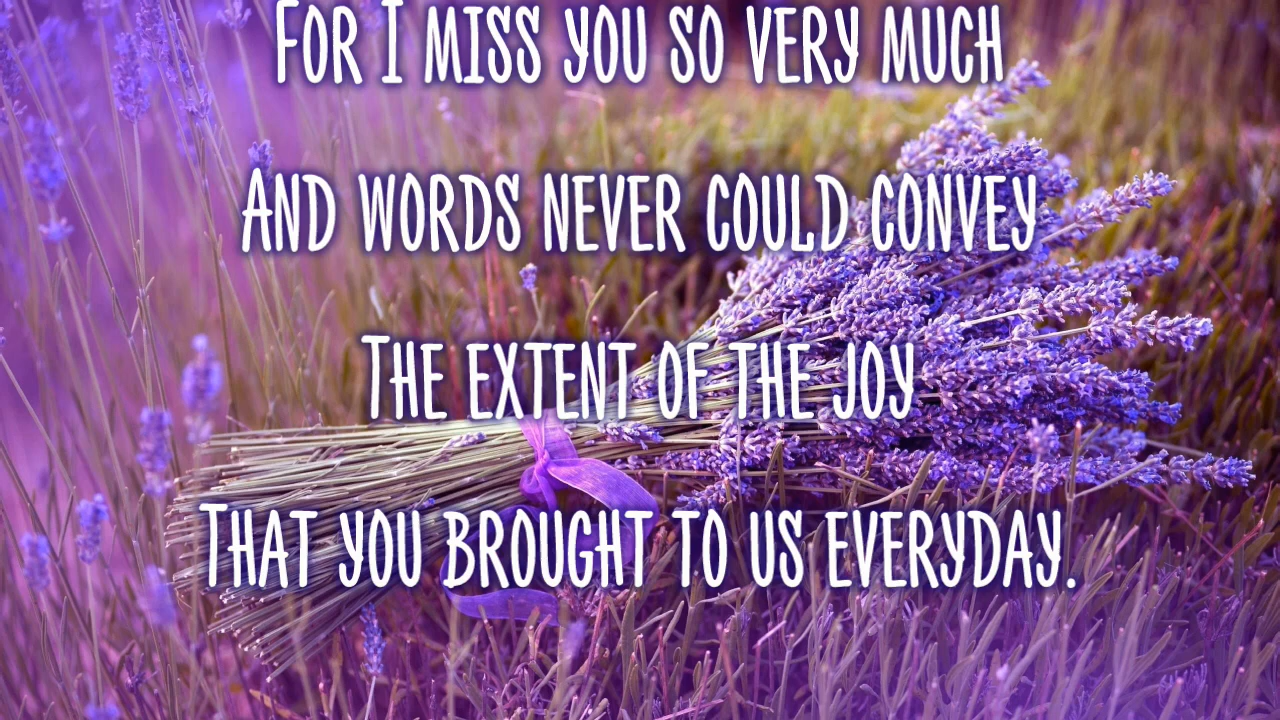 For I miss you so very much
And words never could convey
The extent of the joy
That you brought to us everyday.